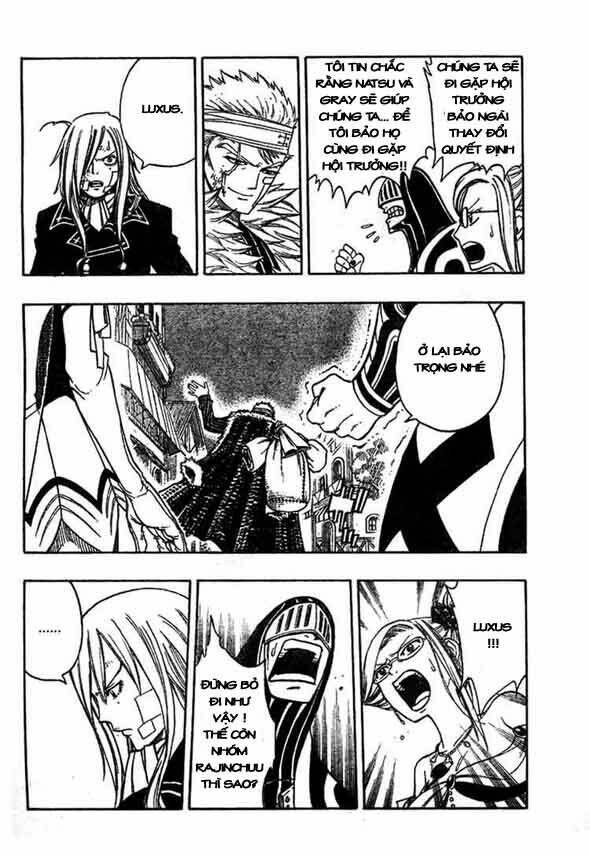 CHÚNG TA SẼ
ĐI GẶP HỘI
TRƯỞNG
BẢO NGÀI
THAY ĐỔI
QUYẾT ĐỊNH
TÔI TIN CHẮC
RẰNG NATSU VÀ
GRAY SẼ GIÚP
CHÚNG TA... ĐỂ
TÔI BẢO HỌ
CÙNG ĐI GẶP
HỘI TRƯỞNG!!
LUXUS.
Ở LẠI BẢO
TRỌNG NHÉ
LUXUS
!!!
ĐỪNG BỎ
ĐI NHƯ
VẬY !
THẾ CÒN
NHÓM
RAJINCHUU
THÌ SAO?
......